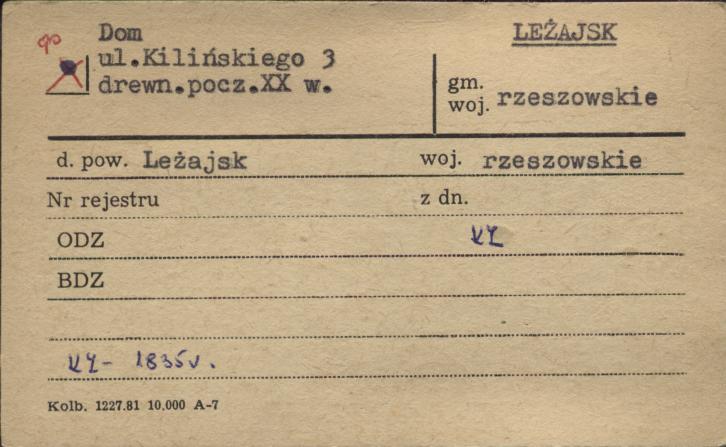 Dom
LEŻAJSK
ul.Kilińskiego 3
drewn.pocz.XX w.
gm.
woj. rzeszowskie
d. pow. Leżajsk woj. rzeszowskie
Nr rejestru z dn.
ODZ
BDZ
1835r.
Kolb. 1227.81 10.000 A-7